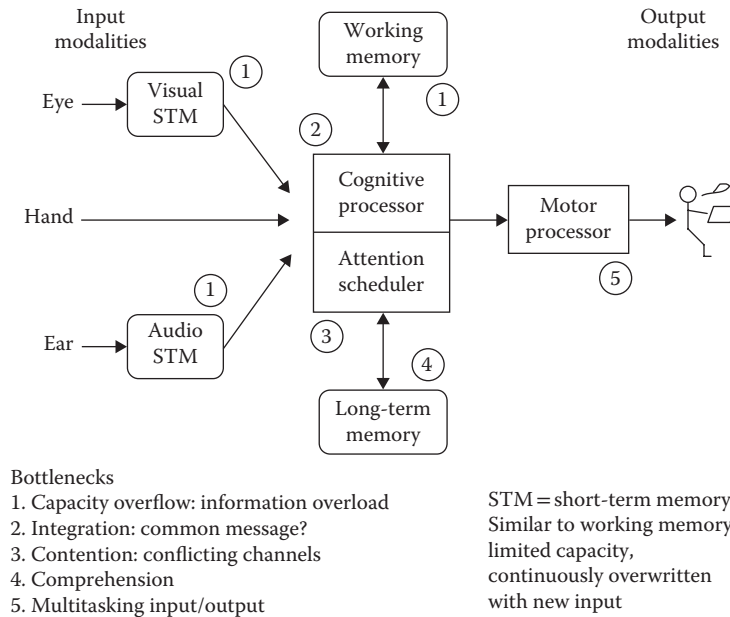 Input
modalities
Working
memory
Output
modalities
1
Eye
Visual
STM
1
2
Cognitive
processor
Hand
Motor
processor
Attention
scheduler
5
1
3
Ear
Audio
STM
4
Long-term
memory
Bottlenecks
1. Capacity overflow: information overload
2. Integration: common message?
3. Contention: conflicting channels
4. Comprehension
5. Multitasking input/output
STM = short-term memory
Similar to working memory
limited capacity,
continuously overwritten
with new input